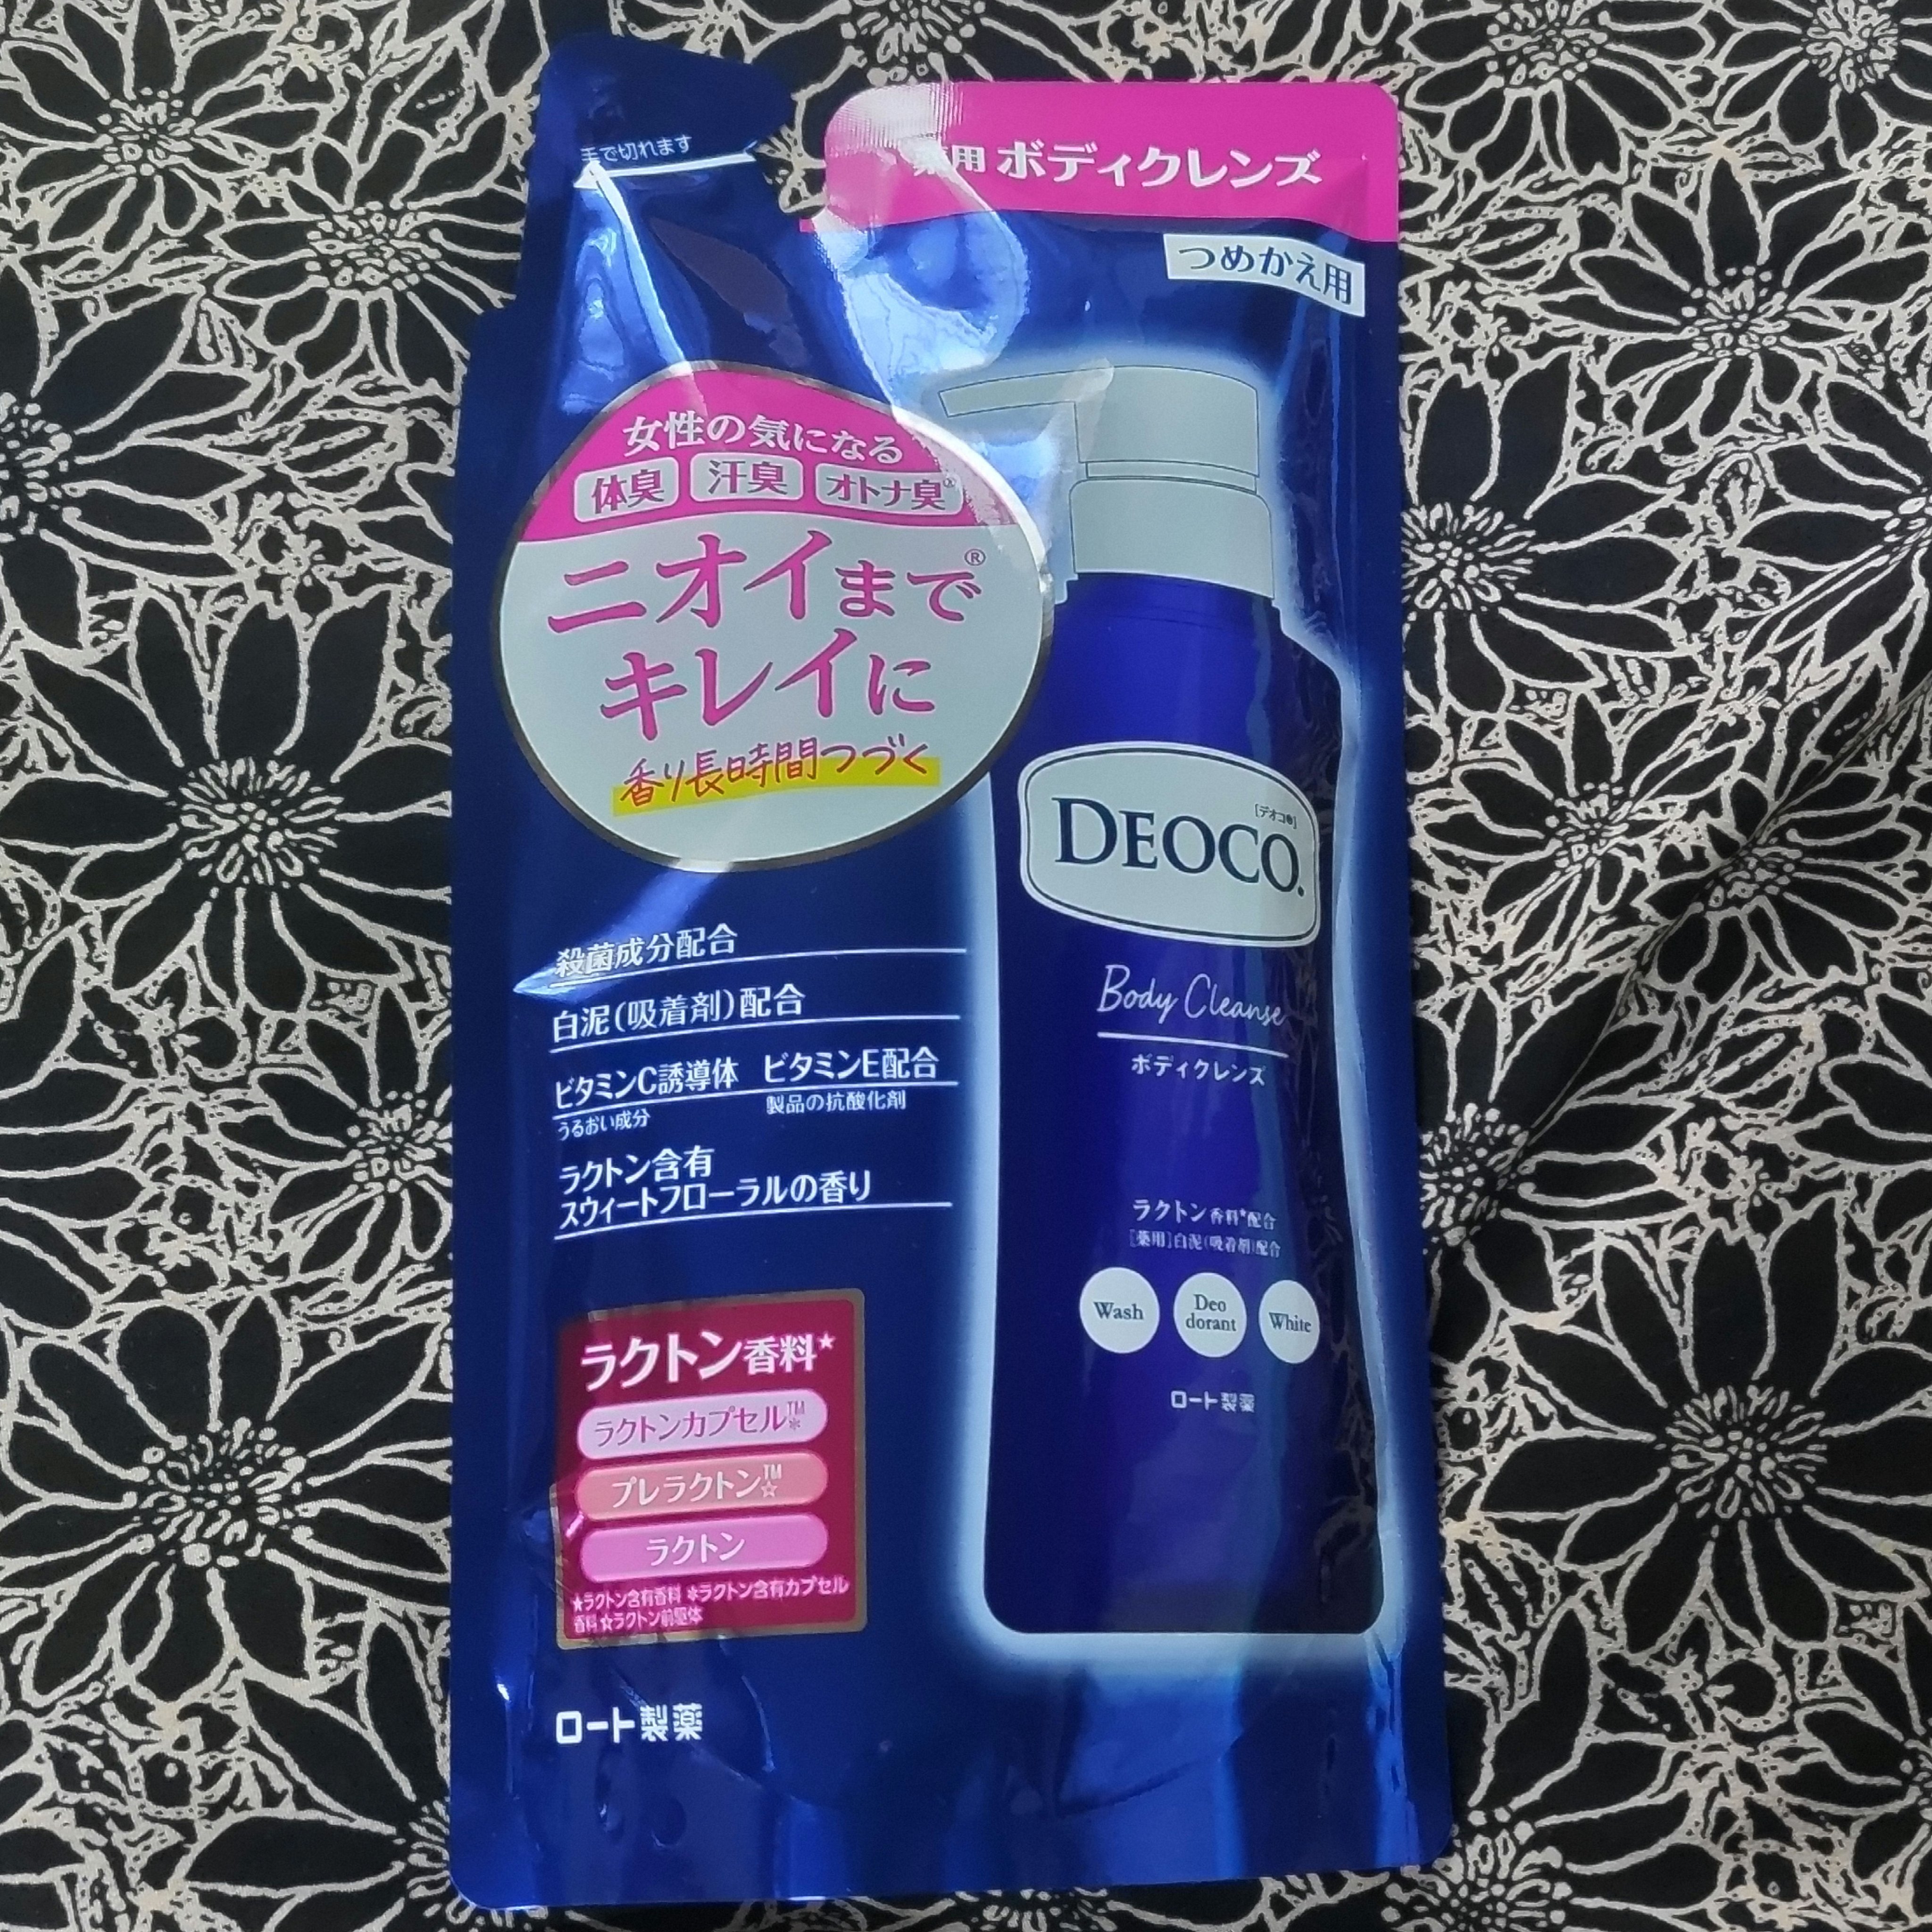 手で切れます
薬用 ボディクレンズ
つめかえ用
女性の気になる
体臭 汗臭 オトナ臭
ニオイまで®
キレイに
香り長時間つづく
DEOCO.
[デオコ®]
Body Cleanse
ボディクレンズ
殺菌成分配合
白泥(吸着剤)配合
ビタミンC誘導体 ビタミンE配合
うるおい成分 製品の抗酸化剤
ラクトン含有
スウィートフローラルの香り
ラクトン香料*配合
[薬用]白泥(吸着剤)配合
Wash
Deo
dorant
White
ロート製薬
ラクトン香料★
ラクトンカプセル™*
プレラクトン™☆
ラクトン
★ラクトン含有香料 *ラクトン含有カプセル
香料 ☆ラクトン前駆体
ロート製薬